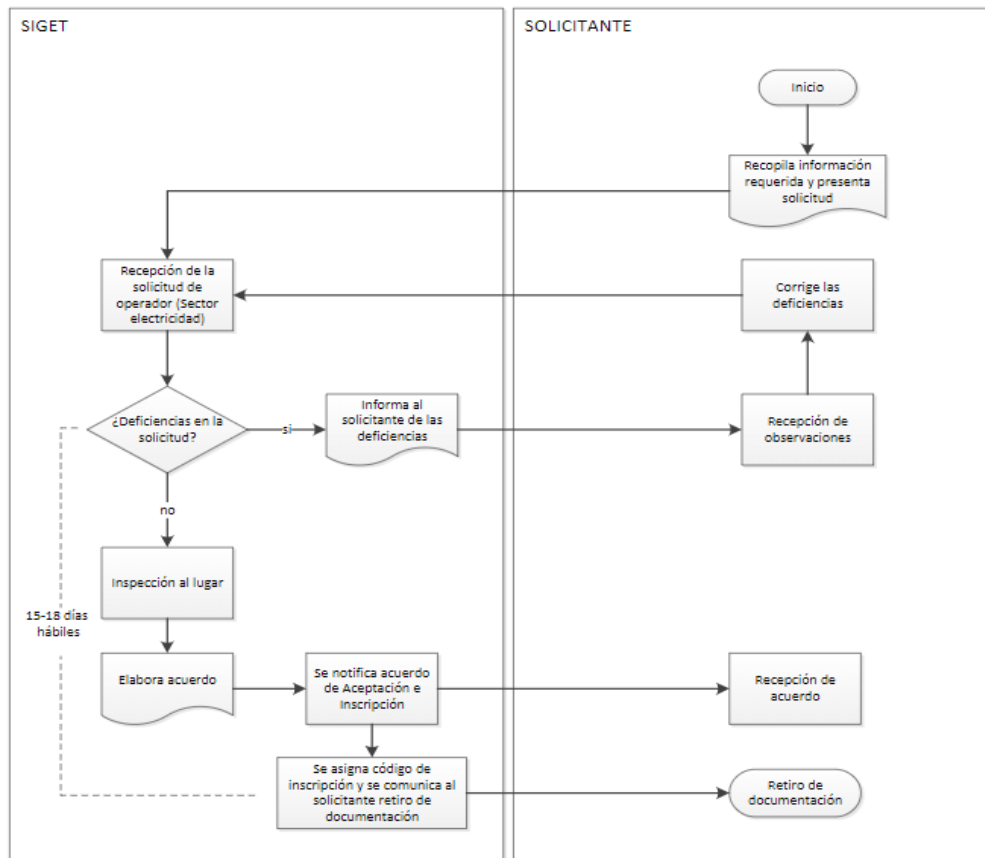 SIGET
SOLICITANTE
Inicio
Recopila información
requerida y presenta
solicitud
Recepción de la
solicitud de
operador (Sector
electricidad)
Corrige las
deficiencias
¿Deficiencias en la
solicitud?
si
Informa al
solicitante de las
deficiencias
Recepción de
observaciones
no
Inspección al lugar
15-18 días
hábiles
Elabora acuerdo
Se notifica acuerdo
de Aceptación e
Inscripción
Recepción de
acuerdo
Se asigna código de
inscripción y se comunica al
solicitante retiro de
documentación
Retiro de
documentación